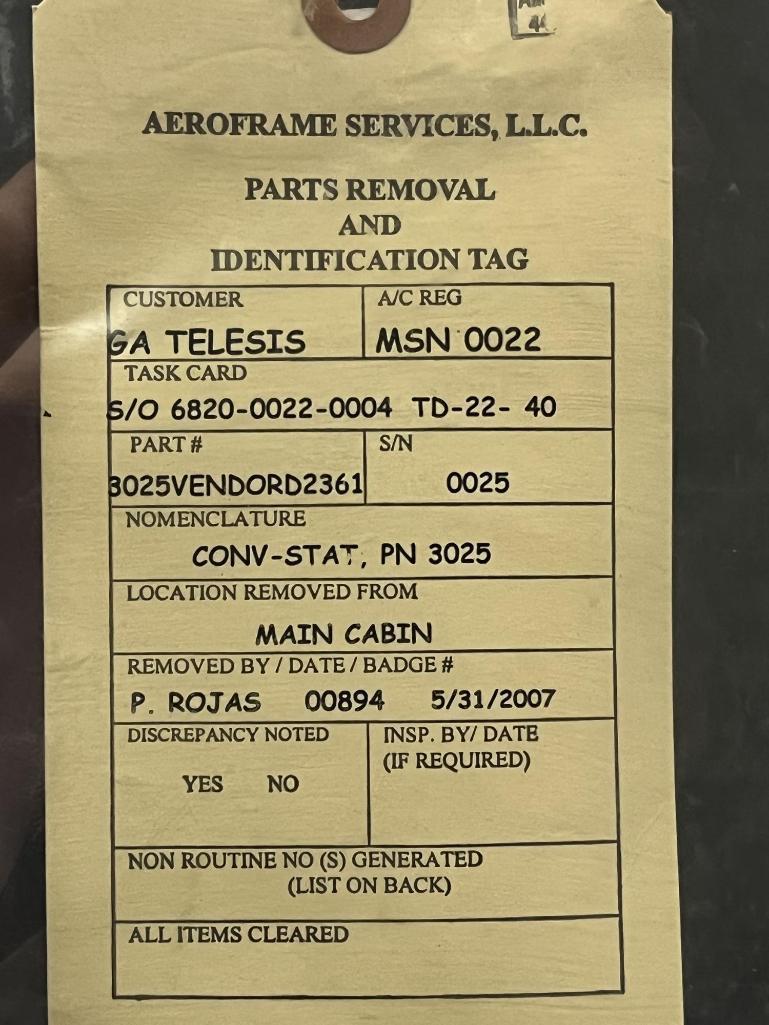 AEROFRAME SERVICES, L.L.C.
PARTS REMOVAL
AND
IDENTIFICATION TAG
CUSTOMER
A/C REG
GA TELESIS
MSN 0022
TASK CARD
S/O 6820-0022-0004 TD-22- 40
PART #
S/N
3025VENDORD2361
0025
NOMENCLATURE
CONV-STAT, PN 3025
LOCATION REMOVED FROM
MAIN CABIN
REMOVED BY / DATE / BADGE #
P. ROJAS 00894 5/31/2007
DISCREPANCY NOTED
YES NO
INSP. BY/ DATE
(IF REQUIRED)
NON ROUTINE NO (S) GENERATED
(LIST ON BACK)
ALL ITEMS CLEARED